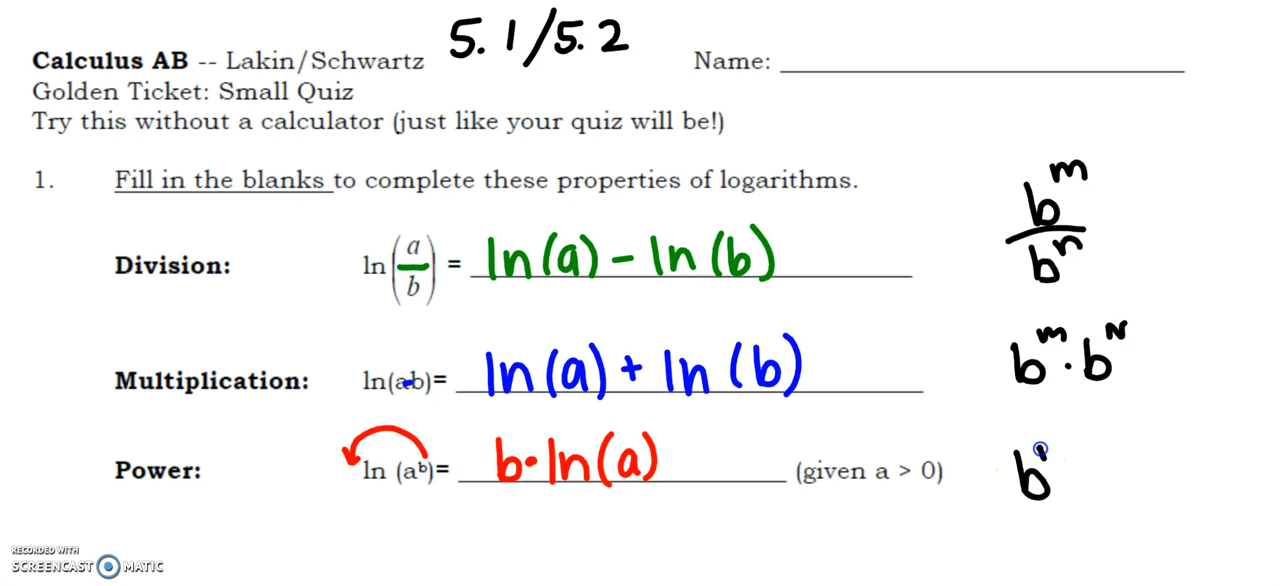 5.1/5.2
Calculus AB -- Lakin/Schwartz Name: ____________________
Golden Ticket: Small Quiz
Try this without a calculator (just like your quiz will be!)
1. Fill in the blanks to complete these properties of logarithms.
Division: ln(a/b) = ln(a) - ln(b)
b^m/b^n
Multiplication: ln(a·b)= ln(a) + ln(b)
b^m · b^n
Power: ln (a^b)= b·ln(a) (given a > 0)
b
RECORDED WITH
SCREENCAST MATIC